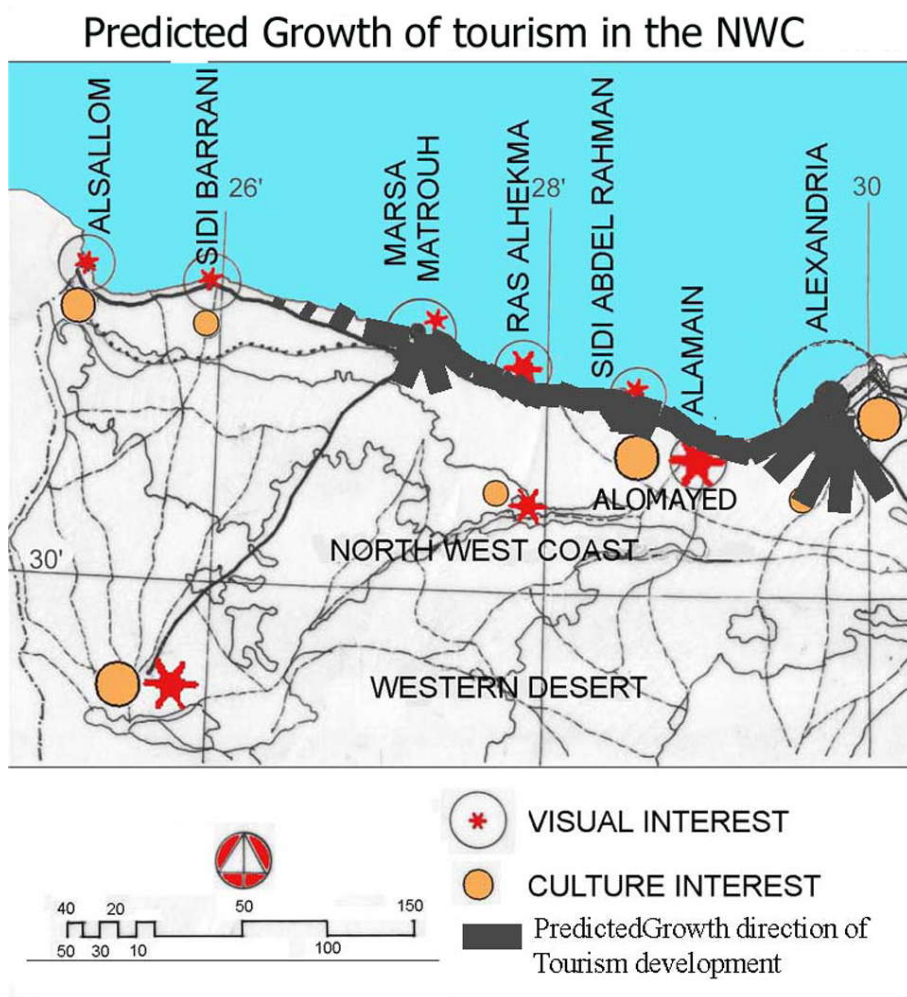 Predicted Growth of tourism in the NWC
ALSALLOM
SIDI BARRANI
26'
MARSA
MATROUH
RAS ALHEKMA
28'
SIDI ABDEL RAHMAN
ALAMAIN
ALEXANDRIA
30
ALOMAYED
NORTH WEST COAST
30'
WESTERN DESERT
VISUAL INTEREST
CULTURE INTEREST
PredictedGrowth direction of
Tourism development
40 20 50 150
50 30 10 100